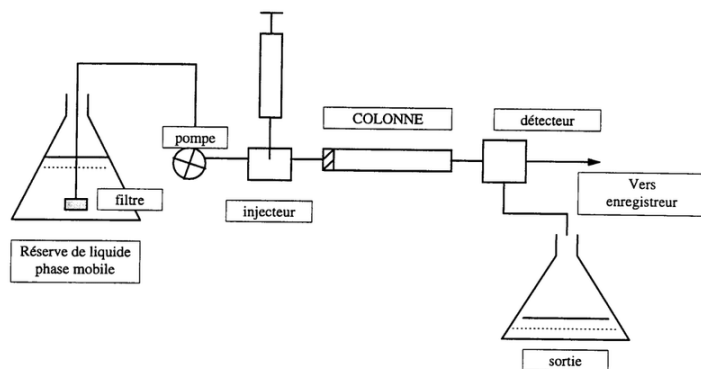 COLONNE
détecteur
pompe
filtre
injecteur
Vers
enregistreur
Réserve de liquide
phase mobile
sortie